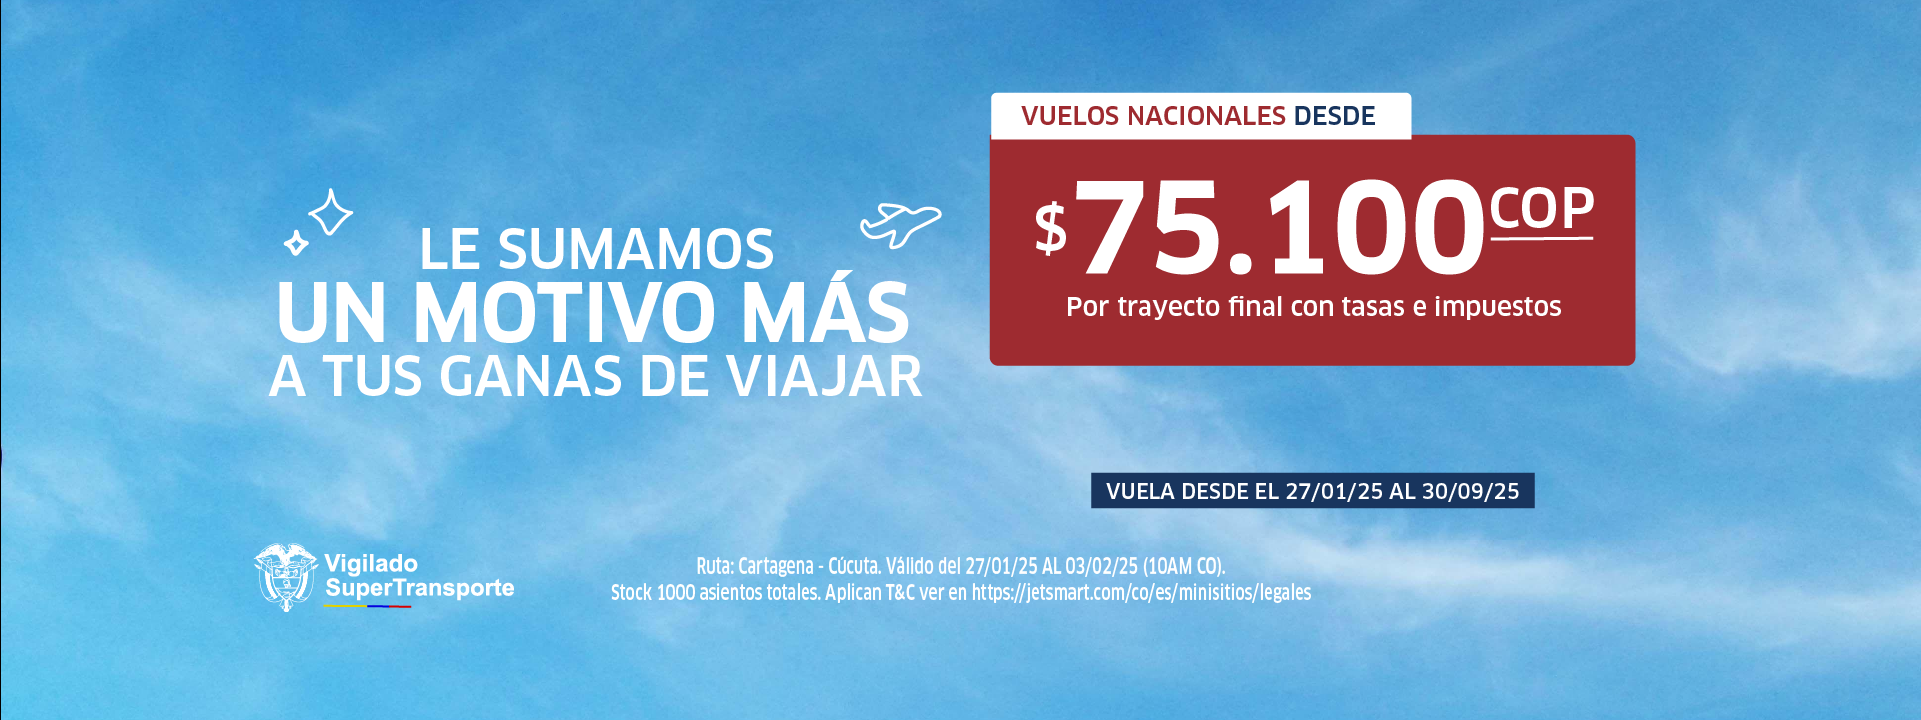 LE SUMAMOS
UN MOTIVO MÁS
A TUS GANAS DE VIAJAR
VUELOS NACIONALES DESDE
$75.100 COP
Por trayecto final con tasas e impuestos
VUELA DESDE EL 27/01/25 AL 30/09/25
Vigilado
SuperTransporte
Ruta: Cartagena - Cúcuta. Válido del 27/01/25 AL 03/02/25 (10AM CO).
Stock 1000 asientos totales. Aplican T&C ver en https://jetsmart.com/co/es/minisitios/legales